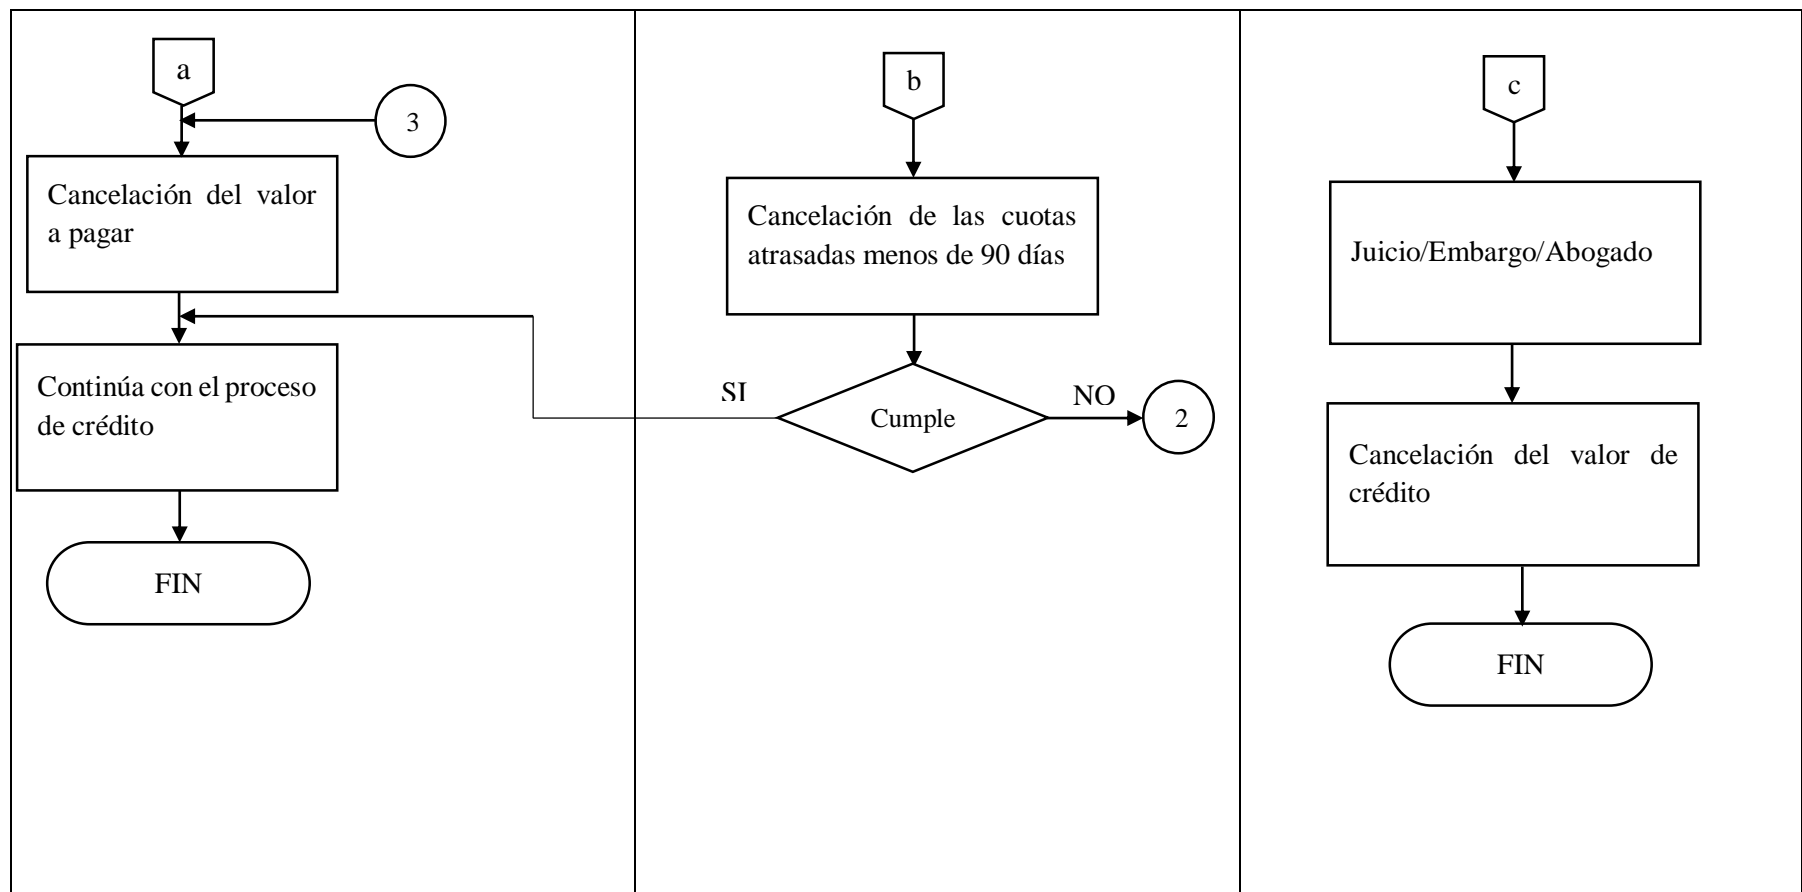 a
3
Cancelación del valor
a pagar
Continúa con el proceso
de crédito
FIN
b
Cancelación de las cuotas
atrasadas menos de 90 días
SI
Cumple
NO
2
c
Juicio/Embargo/Abogado
Cancelación del valor de
crédito
FIN